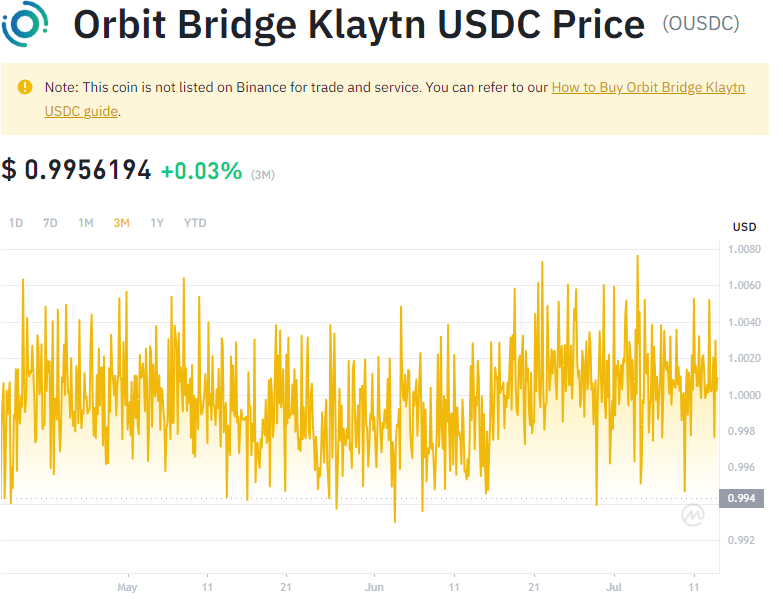 Orbit Bridge Klaytn USDC Price (OUSDC)
Note: This coin is not listed on Binance for trade and service. You can refer to our How to Buy Orbit Bridge Klaytn
USDC guide.
$ 0.9956194 +0.03% (3M)
1D 7D 1M 3M 1Y YTD
USD
1.0080
1.0060
1.0040
1.0020
1.0000
0.998
0.996
0.994
0.992
May 11 21 Jun 11 21 Jul 11